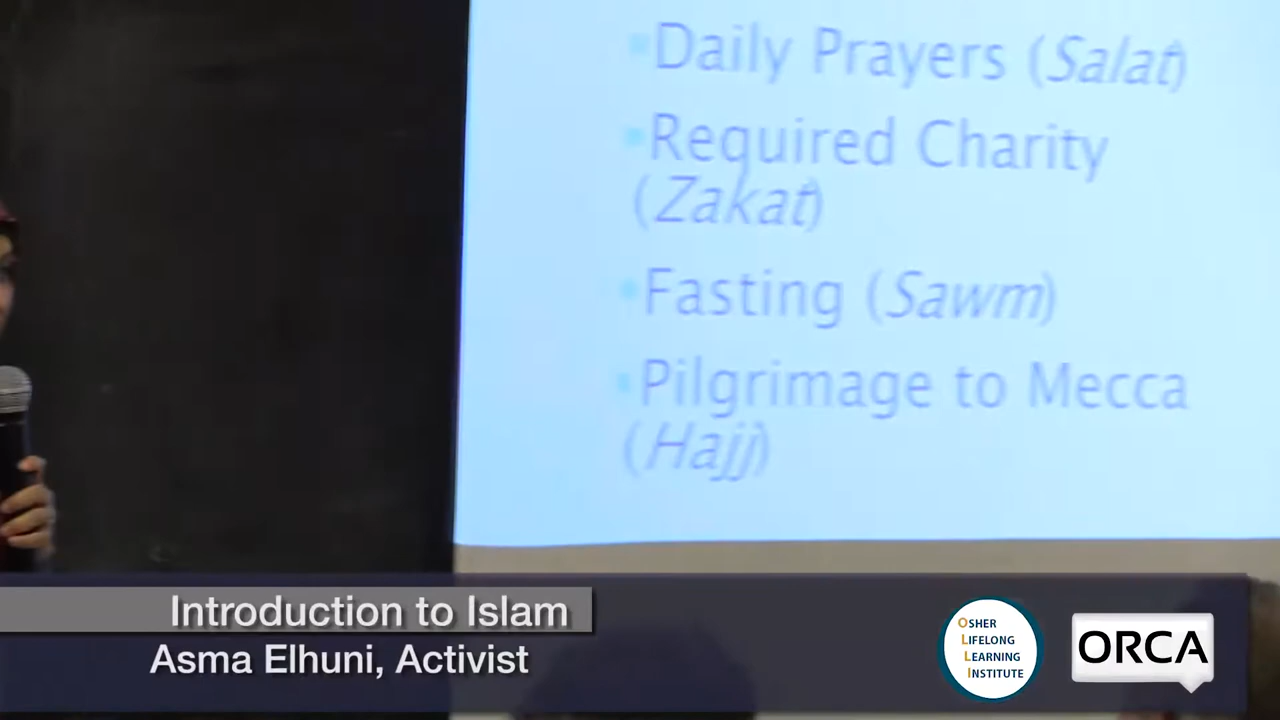 ▪Daily Prayers (Salat)
▪Required Charity
(Zakat)
▪Fasting (Sawm)
▪Pilgrimage to Mecca
(Hajj)
Introduction to Islam
Asma Elhuni, Activist
OSHER
LIFELONG
LEARNING
INSTITUTE
ORCA